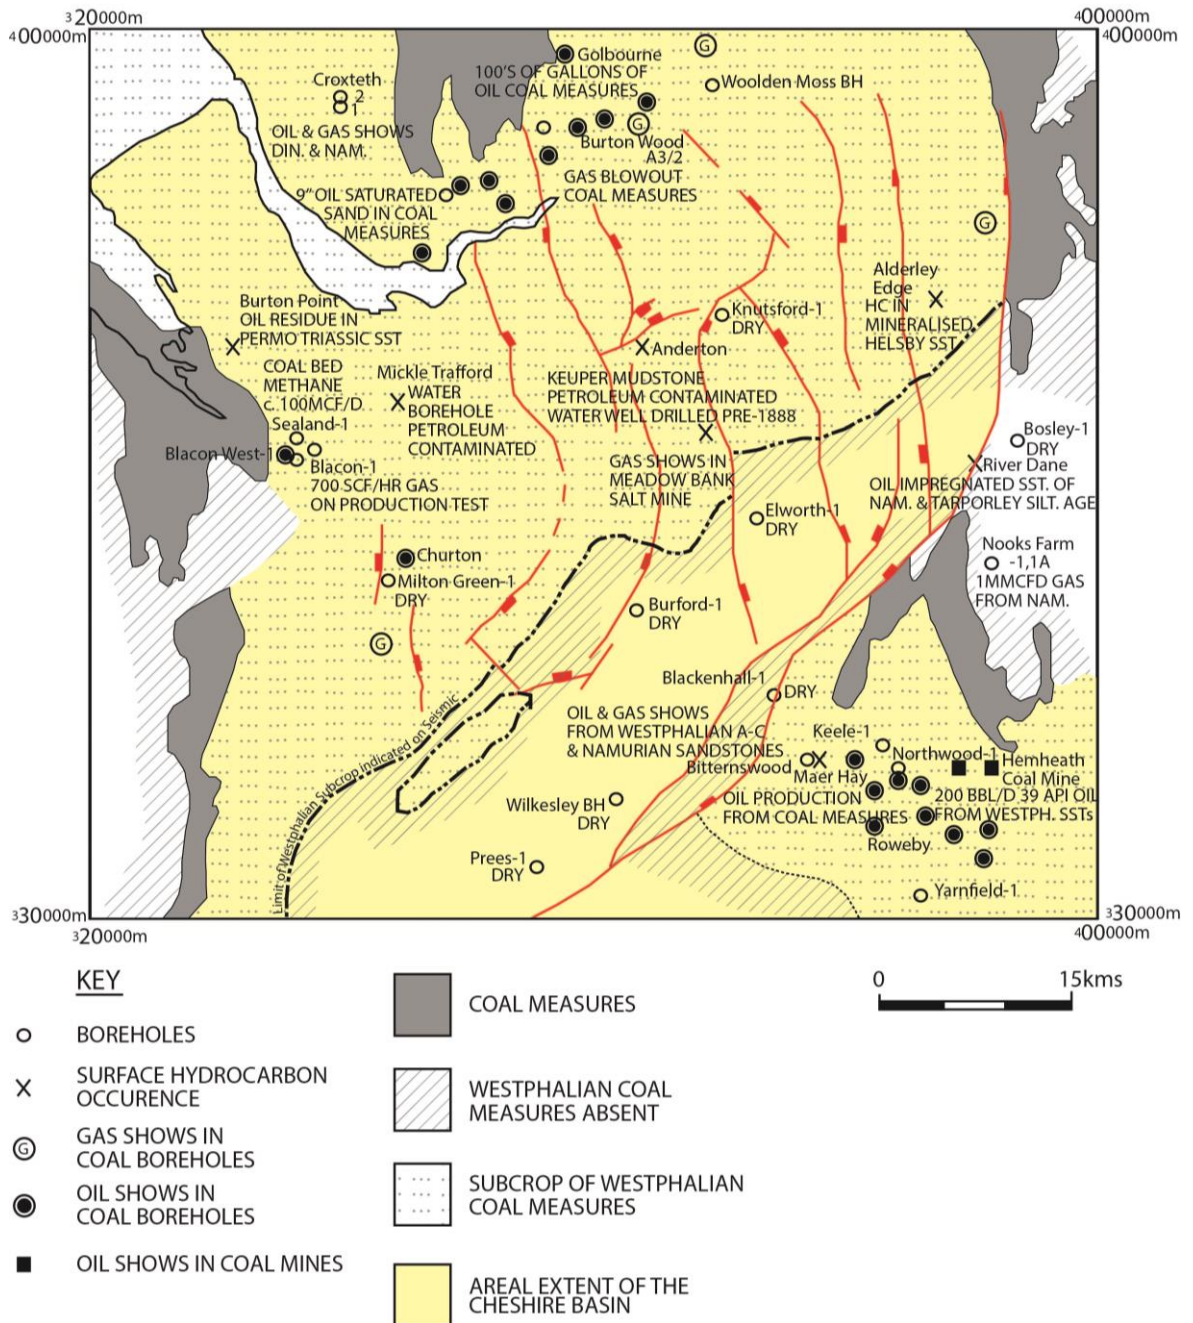 320000m
400000m
400000m
400000m
Golbourne
100'S OF GALLONS OF
OIL COAL MEASURES
G
Woolden Moss BH
Croxteth
2
1
OIL & GAS SHOWS
DIN. & NAM.
G
Burton Wood
A3/2
GAS BLOWOUT
COAL MEASURES
9" OIL SATURATED
SAND IN COAL
MEASURES
G
Alderley
Edge
HC IN
MINERALISED
HELSBY SST
Burton Point
OIL RESIDUE IN
PERMO TRIASSIC SST
Knutsford-1
DRY
Anderton
COAL BED
METHANE
c.100MCF/D
Sealand-1
Mickle Trafford
WATER
BOREHOLE
PETROLEUM
CONTAMINATED
KEUPER MUDSTONE
PETROLEUM CONTAMINATED
WATER WELL DRILLED PRE-1888
Blacon West-1
Blacon-1
700 SCF/HR GAS
ON PRODUCTION TEST
GAS SHOWS IN
MEADOW BANK
SALT MINE
Bosley-1
DRY
River Dane
OIL IMPREGNATED SST. OF
NAM. & TARPORLEY SILT. AGE
Elworth-1
DRY
Nooks Farm
-1,1A
1MMCFD GAS
FROM NAM.
Churton
Milton Green-1
DRY
Burford-1
DRY
G
Blackenhall-1
DRY
Limit of Westphalian Subcrop indicated on Seismic
OIL & GAS SHOWS
FROM WESTPHALIAN A-C
& NAMURIAN SANDSTONES
Bitternswood
Maer Hay
Keele-1
Northwood-1
Hemheath
Coal Mine
200 BBL/D 39 API OIL
FROM WESTPH. SSTs
OIL PRODUCTION
FROM COAL MEASURES
Wilkesley BH
DRY
Roweby
Prees-1
DRY
Yarnfield-1
330000m
320000m
330000m
400000m
KEY
BOREHOLES
SURFACE HYDROCARBON
OCCURENCE
G
GAS SHOWS IN
COAL BOREHOLES
OIL SHOWS IN
COAL BOREHOLES
OIL SHOWS IN COAL MINES
COAL MEASURES
WESTPHALIAN COAL
MEASURES ABSENT
SUBCROP OF WESTPHALIAN
COAL MEASURES
AREAL EXTENT OF THE
CHESHIRE BASIN
0
15kms